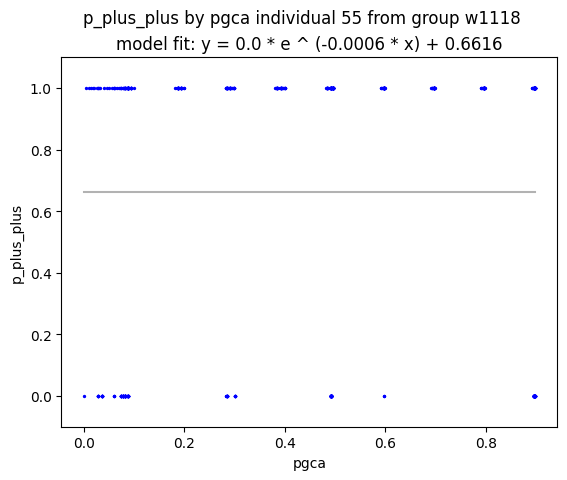 p_plus_plus by pgca individual 55 from group w1118
model fit: y = 0.0 * e ^ (-0.0006 * x) + 0.6616
1.0
0.8
0.6
0.4
0.2
0.0
p_plus_plus
0.0 0.2 0.4 0.6 0.8
pgca